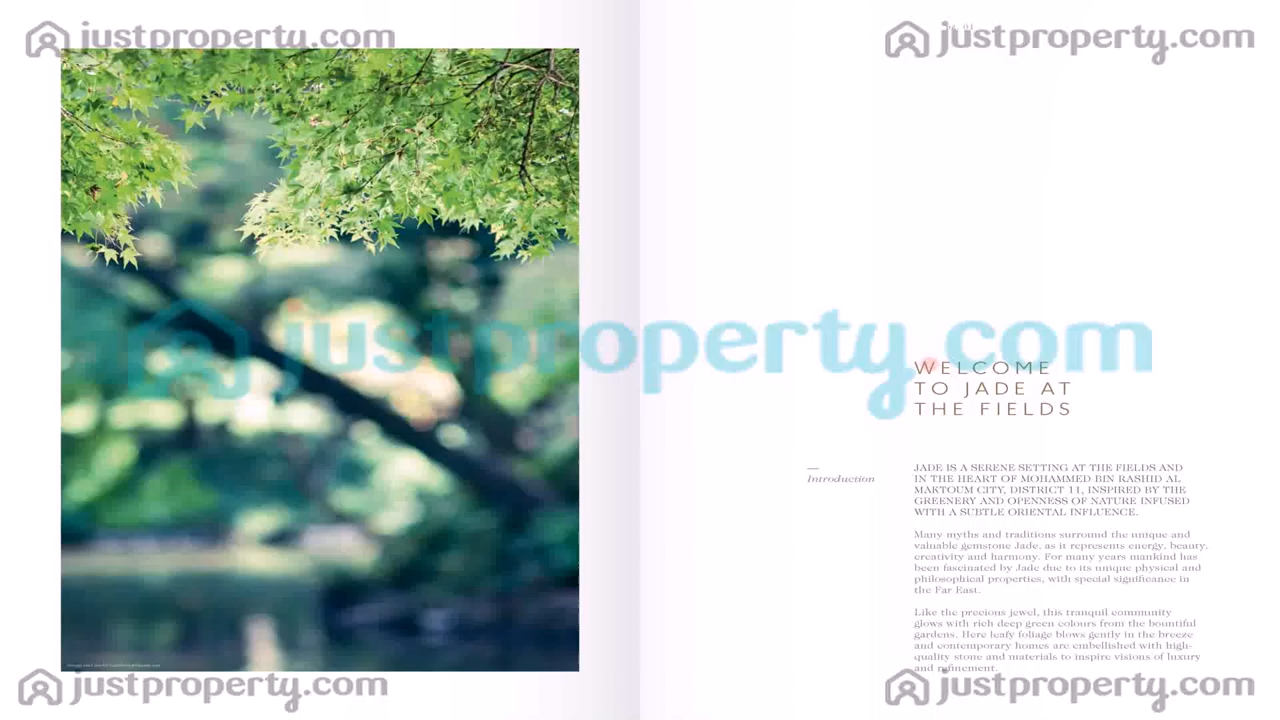 justproperty.com
justproperty.com
justproperty.com
WELCOME
TO JADE AT
THE FIELDS
—
Introduction
JADE IS A SERENE SETTING AT THE FIELDS AND
IN THE HEART OF MOHAMMED BIN RASHID AL
MAKTOUM CITY, DISTRICT 11, INSPIRED BY THE
GREENERY AND OPENNESS OF NATURE INFUSED
WITH A SUBTLE ORIENTAL INFLUENCE.
Many myths and traditions surround the unique and
valuable gemstone Jade, as it represents energy, beauty,
creativity and harmony. For many years mankind has
been fascinated by Jade due to its unique physical and
philosophical properties, with special significance in
the Far East.
Like the precious jewel, this tranquil community
glows with rich deep green colours from the bountiful
gardens. Here leafy foliage blows gently in the breeze
and contemporary homes are embellished with high-
quality stone and materials to inspire visions of luxury
and refinement.
justproperty.com
justproperty.com